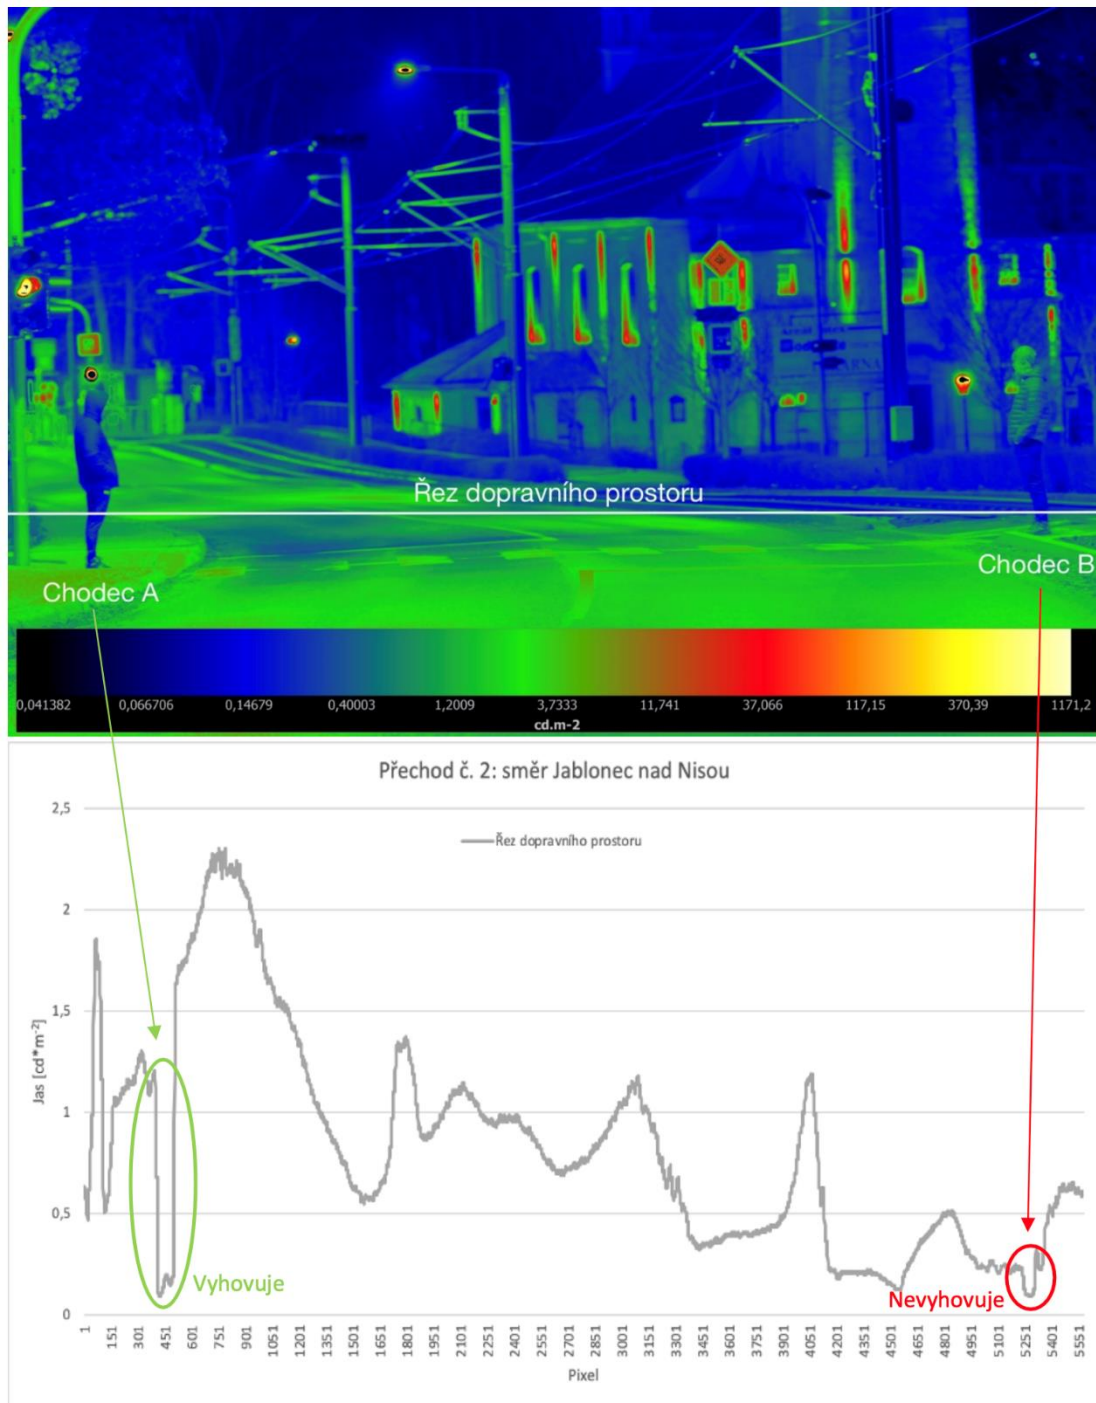 Řez dopravního prostoru
Chodec A
Chodec B
0,041382 0,066706 0,14679 0,40003 1,2009 3,7333 11,741 37,066 117,15 370,39 1171,2
cd.m-2
Přechod č. 2: směr Jablonec nad Nisou
Řez dopravního prostoru
2,5
2
1,5
1
0,5
0
Jas [cd*m-2]
Vyhovuje
Nevyhovuje
1 151 301 451 601 751 901 1051 1201 1351 1501 1651 1801 1951 2101 2251 2401 2551 2701 2851 3001 3151 3301 3451 3601 3751 3901 4051 4201 4351 4501 4651 4801 4951 5101 5251 5401 5551
Pixel